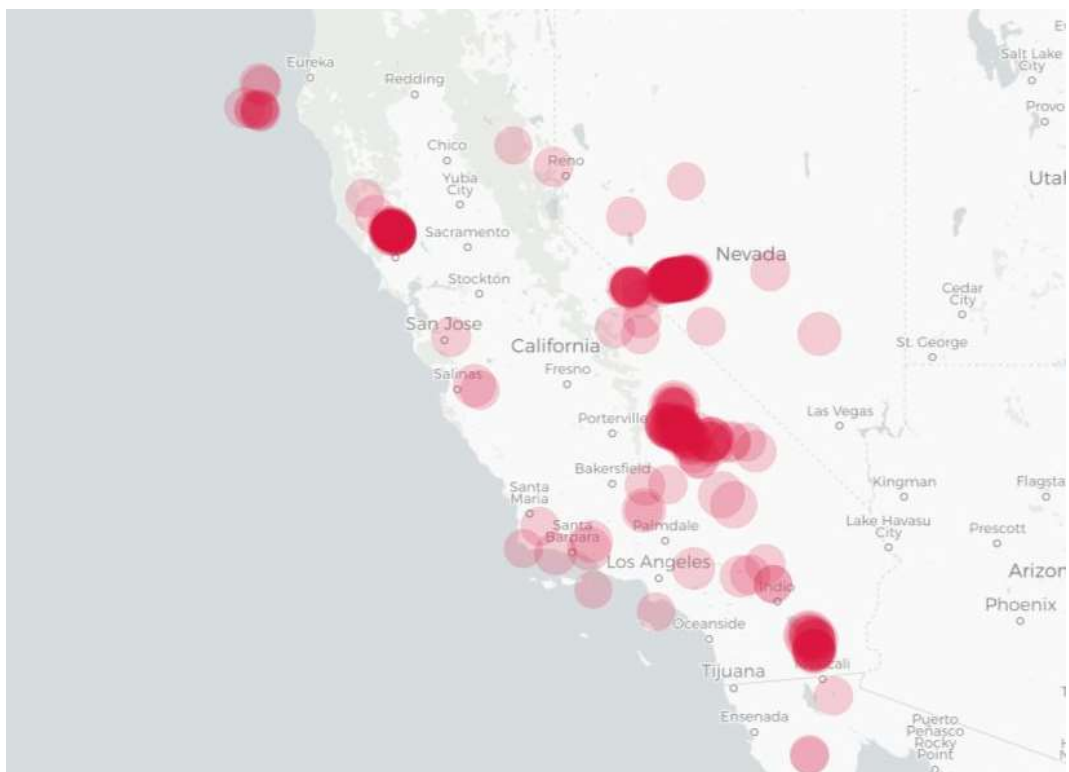 Eureka
Redding
Salt Lake
City
Provo
Chico
Yuba
City
Reno
Utal
Sacramento
Nevada
Stockton
San Jose
California
Cedar
City
St. George
Salinas
Fresno
Porterville
Las Vegas
Bakersfield
Santa
Maria
Kingman
Flagsta
Santa
Barbara
Palmdale
Lake Havasu
City
Prescott
Los Angeles
Indio
Arizon
Phoenix
Oceanside
Tijuana
Ensenada
Puerto
Peñasco
Rocky
Point